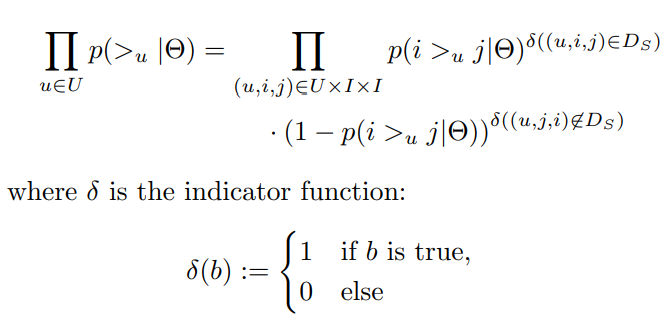 ∏_{u∈U} p(>_u |Θ) = ∏_{(u,i,j)∈U×I×I} p(i >_u j|Θ)^{δ((u,i,j)∈D_S)}
· (1 − p(i >_u j|Θ))^{δ((u,j,i)∉D_S)}
where δ is the indicator function:
δ(b) := { 1 if b is true,
0 else